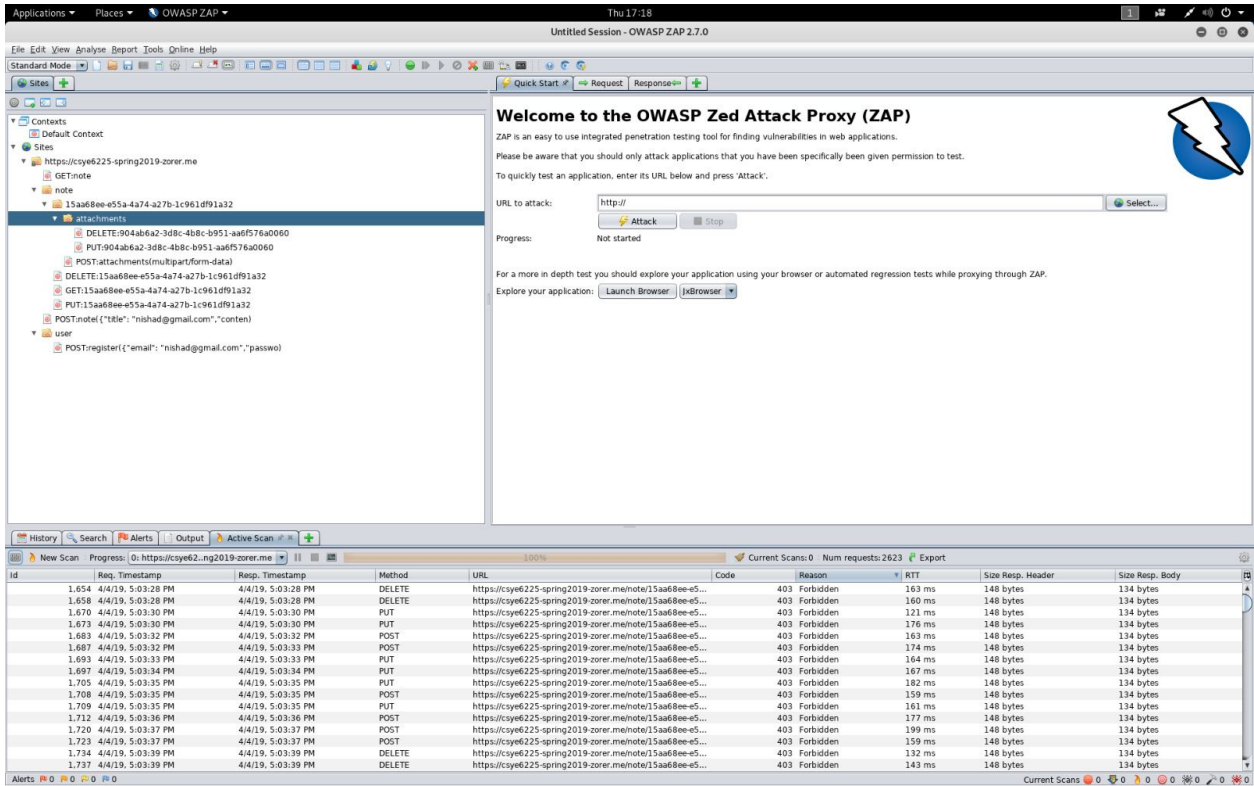 Applications Places OWASP ZAP Thu 17:18 1
Untitled Session - OWASP ZAP 2.7.0
File Edit View Analyse Report Tools Online Help
Standard Mode
Sites
Quick Start Request Response
Contexts
Default Context
Sites
https://csye6225-spring2019-zorer.me
GET:note
note
15aa68ee-e55a-4a74-a27b-1c961df91a32
attachments
DELETE:904ab6a2-3d8c-4b8c-b951-aa6f576a0060
PUT:904ab6a2-3d8c-4b8c-b951-aa6f576a0060
POST:attachments(multipart/form-data)
DELETE:15aa68ee-e55a-4a74-a27b-1c961df91a32
GET:15aa68ee-e55a-4a74-a27b-1c961df91a32
PUT:15aa68ee-e55a-4a74-a27b-1c961df91a32
POST:note({"title": "nishad@gmail.com","conten)
user
POST:register({"email": "nishad@gmail.com","passwo)
Welcome to the OWASP Zed Attack Proxy (ZAP)
ZAP is an easy to use integrated penetration testing tool for finding vulnerabilities in web applications.
Please be aware that you should only attack applications that you have been specifically been given permission to test.
To quickly test an application, enter its URL below and press 'Attack'.
URL to attack: http:// Select...
Attack Stop
Progress: Not started
For a more in depth test you should explore your application using your browser or automated regression tests while proxying through ZAP.
Explore your application: Launch Browser JxBrowser
History Search Alerts Output Active Scan
New Scan Progress: 0: https://csye62..ng2019-zorer.me 100% Current Scans:0 Num requests:2623 Export
Id Req. Timestamp Resp. Timestamp Method URL Code Reason RTT Size Resp. Header Size Resp. Body
1,654 4/4/19, 5:03:28 PM 4/4/19, 5:03:28 PM DELETE https://csye6225-spring2019-zorer.me/note/15aa68ee-e5... 403 Forbidden 163 ms 148 bytes 134 bytes
1,658 4/4/19, 5:03:28 PM 4/4/19, 5:03:28 PM DELETE https://csye6225-spring2019-zorer.me/note/15aa68ee-e5... 403 Forbidden 160 ms 148 bytes 134 bytes
1,670 4/4/19, 5:03:30 PM 4/4/19, 5:03:30 PM PUT https://csye6225-spring2019-zorer.me/note/15aa68ee-e5... 403 Forbidden 121 ms 148 bytes 134 bytes
1,673 4/4/19, 5:03:30 PM 4/4/19, 5:03:30 PM PUT https://csye6225-spring2019-zorer.me/note/15aa68ee-e5... 403 Forbidden 176 ms 148 bytes 134 bytes
1,683 4/4/19, 5:03:32 PM 4/4/19, 5:03:32 PM POST https://csye6225-spring2019-zorer.me/note/15aa68ee-e5... 403 Forbidden 163 ms 148 bytes 134 bytes
1,687 4/4/19, 5:03:32 PM 4/4/19, 5:03:33 PM POST https://csye6225-spring2019-zorer.me/note/15aa68ee-e5... 403 Forbidden 174 ms 148 bytes 134 bytes
1,693 4/4/19, 5:03:33 PM 4/4/19, 5:03:33 PM PUT https://csye6225-spring2019-zorer.me/note/15aa68ee-e5... 403 Forbidden 164 ms 148 bytes 134 bytes
1,697 4/4/19, 5:03:34 PM 4/4/19, 5:03:34 PM PUT https://csye6225-spring2019-zorer.me/note/15aa68ee-e5... 403 Forbidden 167 ms 148 bytes 134 bytes
1,705 4/4/19, 5:03:35 PM 4/4/19, 5:03:35 PM PUT https://csye6225-spring2019-zorer.me/note/15aa68ee-e5... 403 Forbidden 182 ms 148 bytes 134 bytes
1,708 4/4/19, 5:03:35 PM 4/4/19, 5:03:35 PM POST https://csye6225-spring2019-zorer.me/note/15aa68ee-e5... 403 Forbidden 159 ms 148 bytes 134 bytes
1,709 4/4/19, 5:03:35 PM 4/4/19, 5:03:35 PM PUT https://csye6225-spring2019-zorer.me/note/15aa68ee-e5... 403 Forbidden 161 ms 148 bytes 134 bytes
1,712 4/4/19, 5:03:36 PM 4/4/19, 5:03:36 PM POST https://csye6225-spring2019-zorer.me/note/15aa68ee-e5... 403 Forbidden 177 ms 148 bytes 134 bytes
1,720 4/4/19, 5:03:37 PM 4/4/19, 5:03:37 PM POST https://csye6225-spring2019-zorer.me/note/15aa68ee-e5... 403 Forbidden 199 ms 148 bytes 134 bytes
1,723 4/4/19, 5:03:37 PM 4/4/19, 5:03:37 PM POST https://csye6225-spring2019-zorer.me/note/15aa68ee-e5... 403 Forbidden 159 ms 148 bytes 134 bytes
1,734 4/4/19, 5:03:39 PM 4/4/19, 5:03:39 PM DELETE https://csye6225-spring2019-zorer.me/note/15aa68ee-e5... 403 Forbidden 132 ms 148 bytes 134 bytes
1,737 4/4/19, 5:03:39 PM 4/4/19, 5:03:39 PM DELETE https://csye6225-spring2019-zorer.me/note/15aa68ee-e5... 403 Forbidden 143 ms 148 bytes 134 bytes
Alerts 0 0 0 0 Current Scans 0 0 0 0 0 0 0